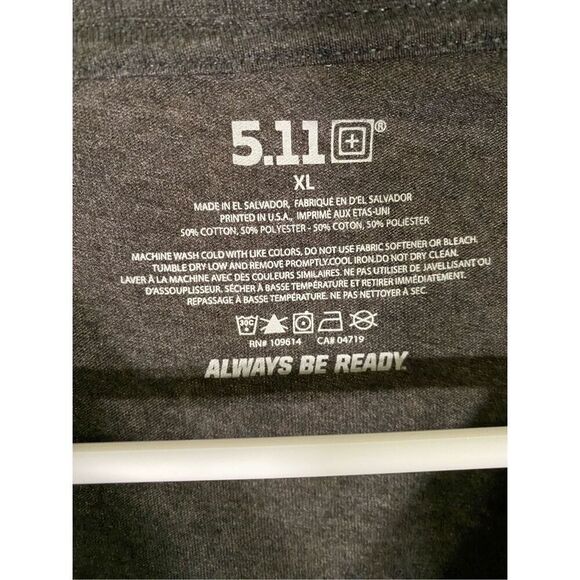 5.11®
XL
MADE IN EL SALVADOR, FABRIQUÉ EN D'EL SALVADOR
PRINTED IN U.S.A., IMPRIMÉ AUX ETAS-UNI
50% COTTON, 50% POLYESTER - 50% COTON, 50% POLIESTER
MACHINE WASH COLD WITH LIKE COLORS. DO NOT USE FABRIC SOFTENER OR BLEACH.
TUMBLE DRY LOW AND REMOVE PROMPTLY.COOL IRON.DO NOT DRY CLEAN.
LAVER À LA MACHINE AVEC DES COULEURS SIMILAIRES. NE PAS UTILISER DE JAVELLISANT OU
D'ASSOUPLISSEUR. SÉCHER À BASSE TEMPÉRATURE ET RETIRER IMMÉDIATEMENT.
REPASSAGE À BASSE TEMPÉRATURE. NE PAS NETTOYER À SEC.
30C
RN# 109614 CA# 04719
ALWAYS BE READY.